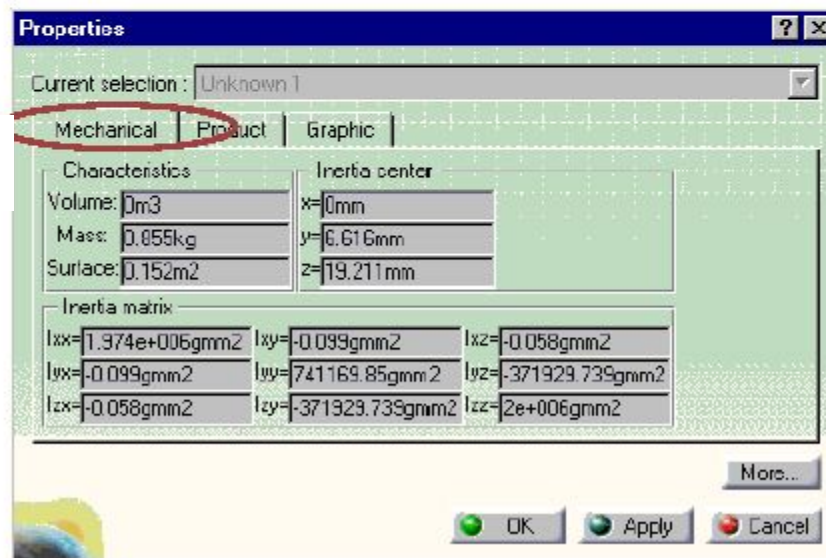 Properties
Current selection : Unknown 1
Mechanical Product Graphic
Characteristics Inertia center
Volume: 0m3 x= 0mm
Mass: 0.855kg y= 6.616mm
Surface: 0.152m2 z= 19.211mm
Inertia matrix
Ixx= 1.974e+006gmm2 Ixy= -0.099gmm2 Ixz= -0.058gmm2
Iyx= -0.099gmm2 Iyy= 741169.85gmm2 Iyz= -371929.739gmm2
Izx= -0.058gmm2 Izy= -371929.739gmm2 Izz= 2e+006gmm2
More...
OK Apply Cancel